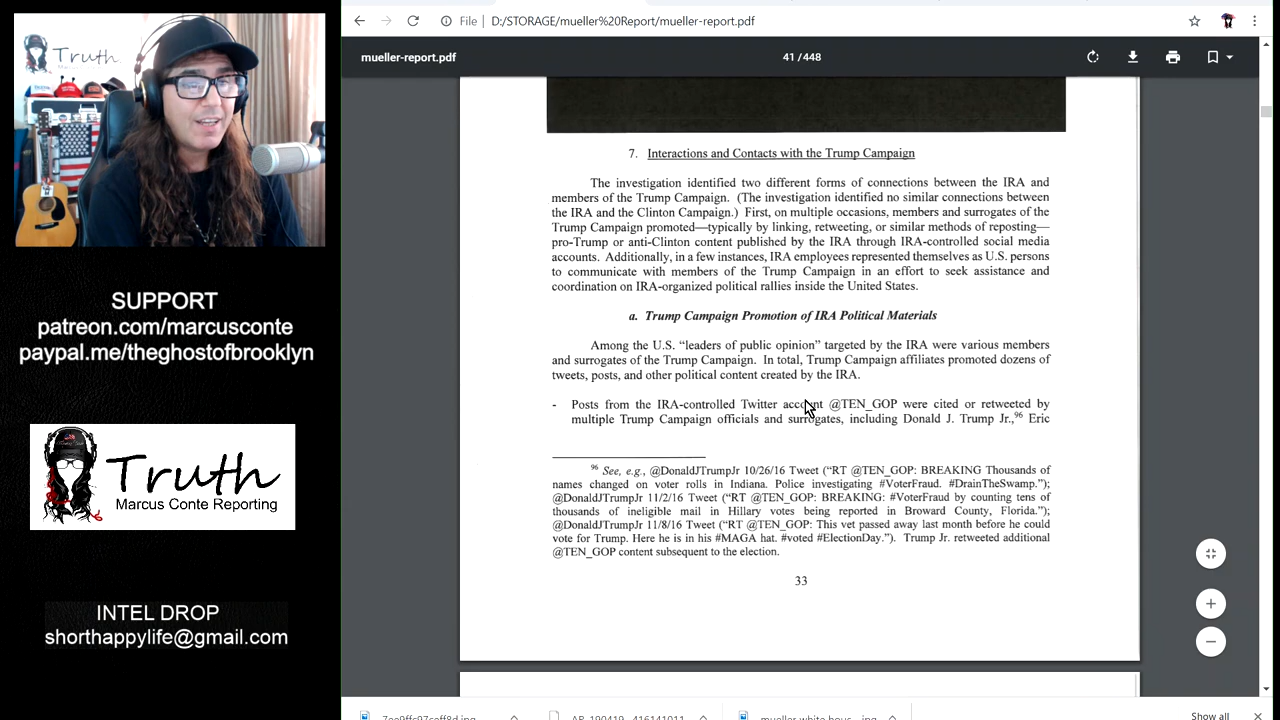 File
D:/STORAGE/mueller%20Report/mueller-report.pdf
mueller-report.pdf
41 / 448
Truth
SUPPORT
patreon.com/marcusconte
paypal.me/theghostofbrooklyn
Truth
Marcus Conte Reporting
INTEL DROP
shorthappylife@gmail.com
7. Interactions and Contacts with the Trump Campaign
The investigation identified two different forms of connections between the IRA and
members of the Trump Campaign. (The investigation identified no similar connections between
the IRA and the Clinton Campaign.) First, on multiple occasions, members and surrogates of the
Trump Campaign promoted—typically by linking, retweeting, or similar methods of reposting—
pro-Trump or anti-Clinton content published by the IRA through IRA-controlled social media
accounts. Additionally, in a few instances, IRA employees represented themselves as U.S. persons
to communicate with members of the Trump Campaign in an effort to seek assistance and
coordination on IRA-organized political rallies inside the United States.
a. Trump Campaign Promotion of IRA Political Materials
Among the U.S. “leaders of public opinion” targeted by the IRA were various members
and surrogates of the Trump Campaign. In total, Trump Campaign affiliates promoted dozens of
tweets, posts, and other political content created by the IRA.
- Posts from the IRA-controlled Twitter account @TEN_GOP were cited or retweeted by
multiple Trump Campaign officials and surrogates, including Donald J. Trump Jr.,96 Eric
96 See, e.g., @DonaldJTrumpJr 10/26/16 Tweet (“RT @TEN_GOP: BREAKING Thousands of
names changed on voter rolls in Indiana. Police investigating #VoterFraud. #DrainTheSwamp.”);
@DonaldJTrumpJr 11/2/16 Tweet (“RT @TEN_GOP: BREAKING: #VoterFraud by counting tens of
thousands of ineligible mail in Hillary votes being reported in Broward County, Florida.”);
@DonaldJTrumpJr 11/8/16 Tweet (“RT @TEN_GOP: This vet passed away last month before he could
vote for Trump. Here he is in his #MAGA hat. #voted #ElectionDay.”). Trump Jr. retweeted additional
@TEN_GOP content subsequent to the election.
33
Show all